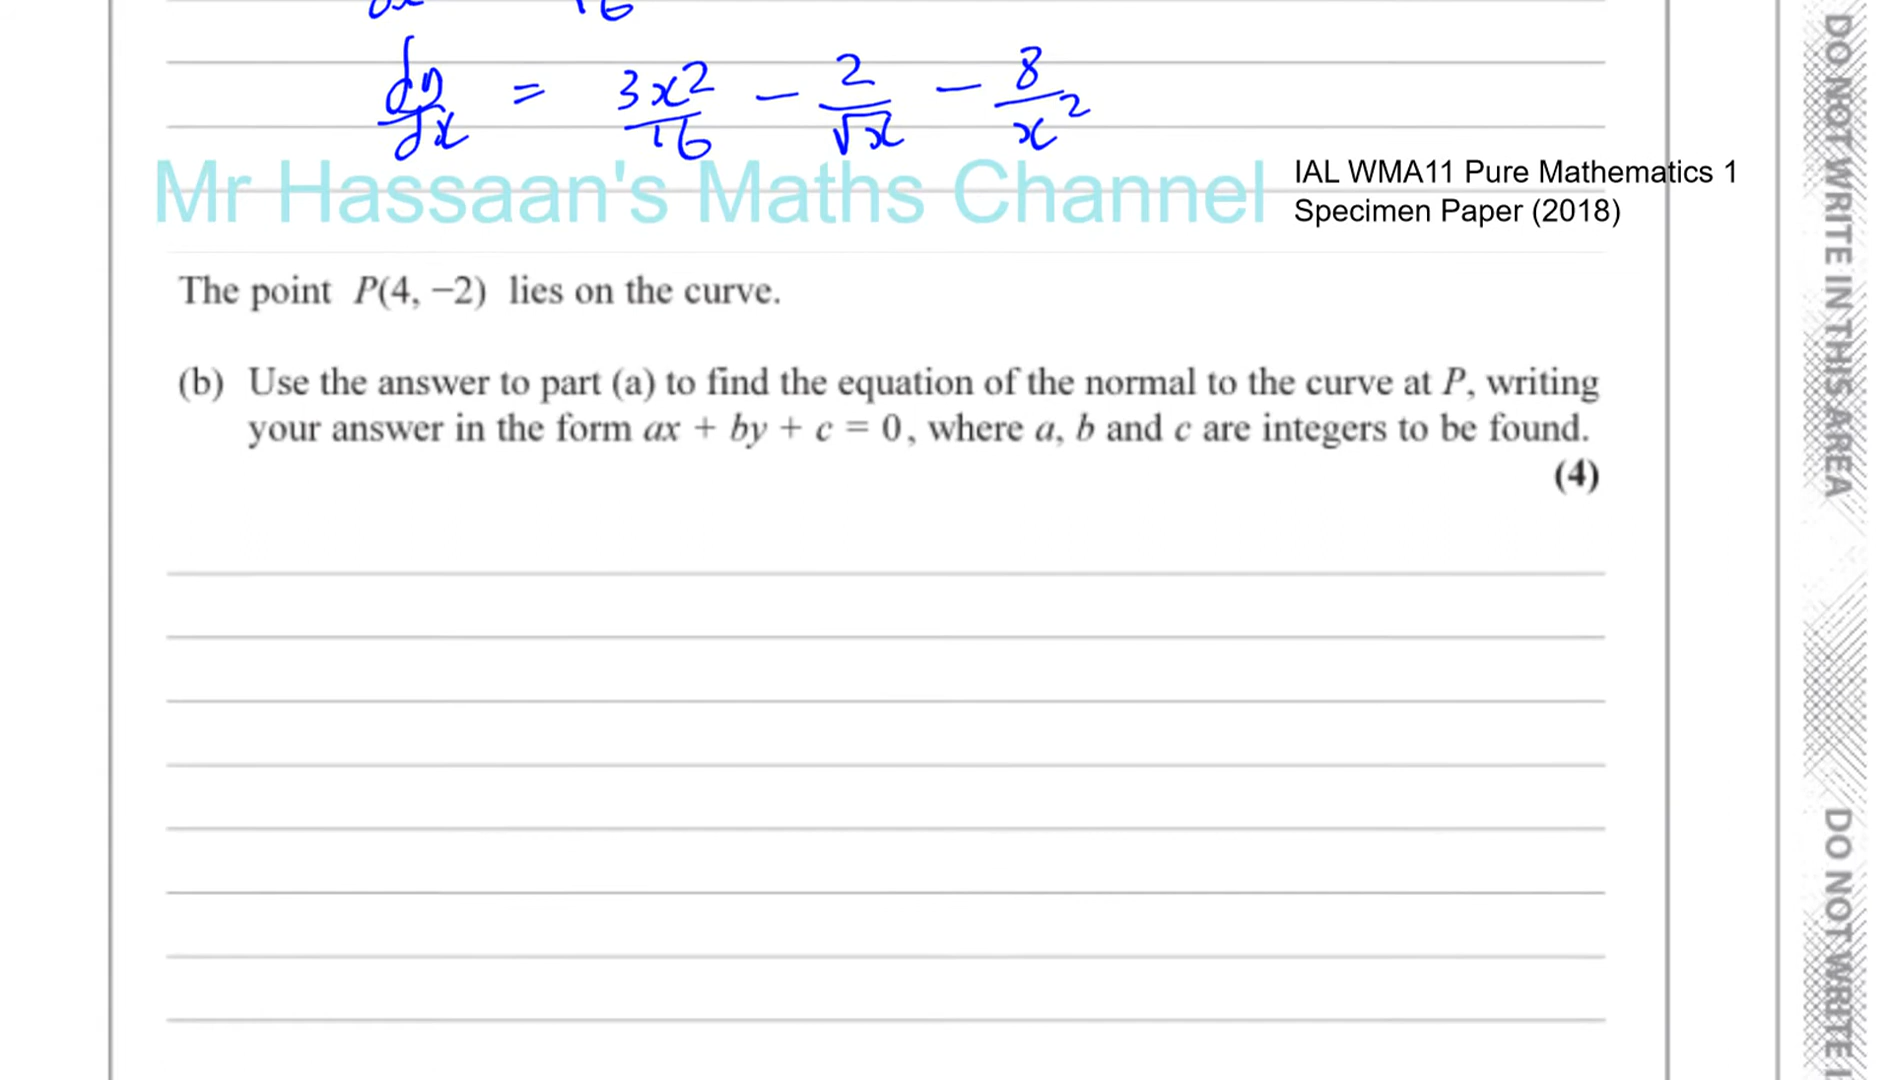 dy/dx = 3x²/16 − 2/√x − 8/x²
Mr Hassaan's Maths Channel
IAL WMA11 Pure Mathematics 1
Specimen Paper (2018)
The point P(4, −2) lies on the curve.
(b) Use the answer to part (a) to find the equation of the normal to the curve at P, writing
your answer in the form ax + by + c = 0, where a, b and c are integers to be found.
(4)
DO NOT WRITE IN THIS AREA
DO NOT WRITE